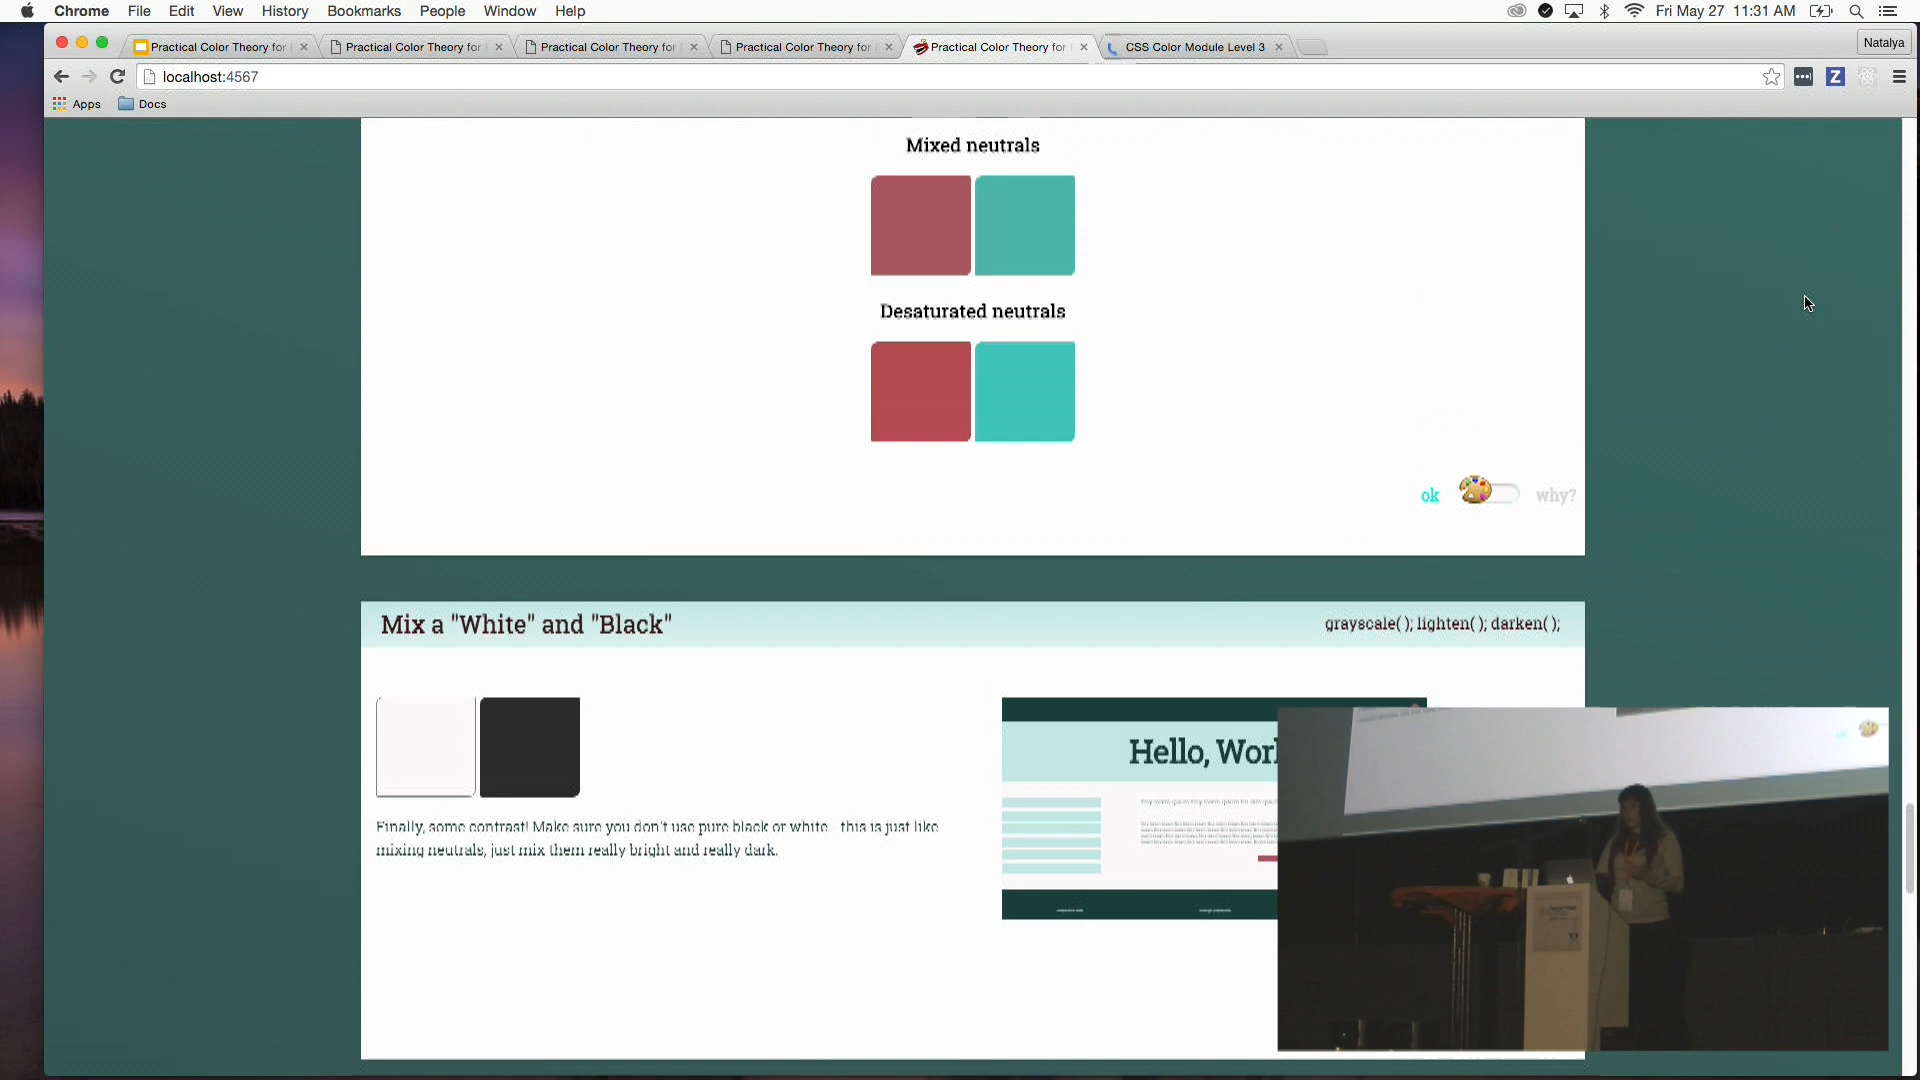 Chrome File Edit View History Bookmarks People Window Help Fri May 27 11:31 AM
Practical Color Theory for Practical Color Theory for Practical Color Theory for Practical Color Theory for Practical Color Theory for CSS Color Module Level 3 Natalya
localhost:4567 Z
Apps Docs
Mixed neutrals
Desaturated neutrals
ok why?
Mix a "White" and "Black" grayscale( ); lighten( ); darken( );
Hello, Worl
Finally, some contrast! Make sure you don't use pure black or white this is just like
mixing neutrals, just mix them really bright and really dark.